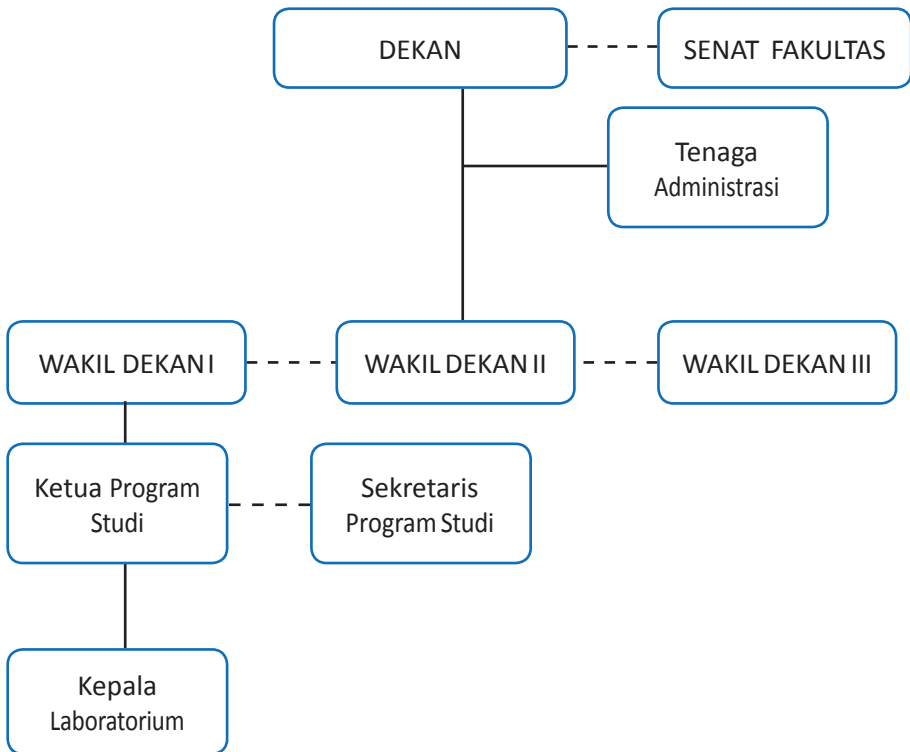 DEKAN
SENAT FAKULTAS
Tenaga
Administrasi
WAKIL DEKAN I
WAKIL DEKAN II
WAKIL DEKAN III
Ketua Program
Studi
Sekretaris
Program Studi
Kepala
Laboratorium